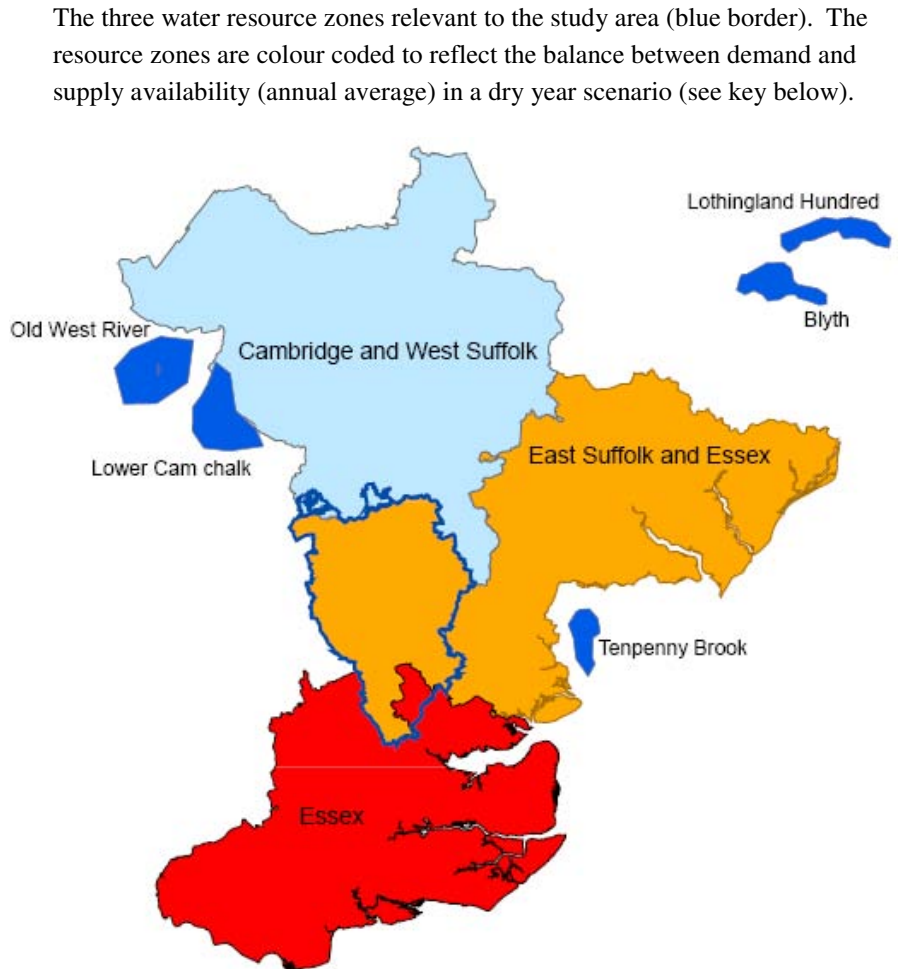 The three water resource zones relevant to the study area (blue border).  The
resource zones are colour coded to reflect the balance between demand and
supply availability (annual average) in a dry year scenario (see key below).
Lothingland Hundred
Blyth
Old West River
Cambridge and West Suffolk
East Suffolk and Essex
Lower Cam chalk
Tenpenny Brook
Essex